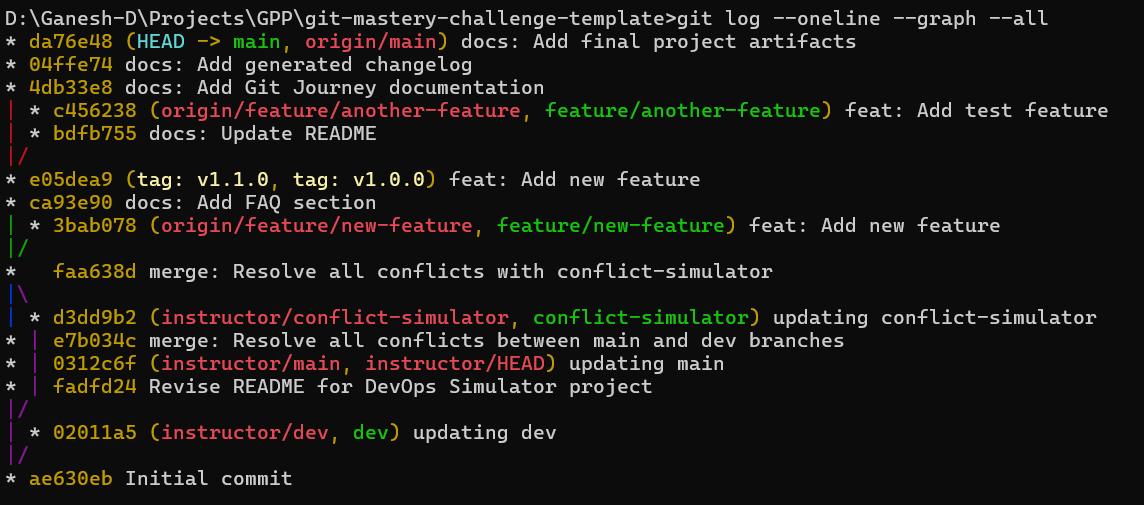 D:\Ganesh-D\Projects\GPP\git-mastery-challenge-template>git log --oneline --graph --all
* da76e48 (HEAD -> main, origin/main) docs: Add final project artifacts
* 04ffe74 docs: Add generated changelog
* 4db33e8 docs: Add Git Journey documentation
| * c456238 (origin/feature/another-feature, feature/another-feature) feat: Add test feature
| * bdfb755 docs: Update README
|/
* e05dea9 (tag: v1.1.0, tag: v1.0.0) feat: Add new feature
* ca93e90 docs: Add FAQ section
| * 3bab078 (origin/feature/new-feature, feature/new-feature) feat: Add new feature
|/
*   faa638d merge: Resolve all conflicts with conflict-simulator
|\
| * d3dd9b2 (instructor/conflict-simulator, conflict-simulator) updating conflict-simulator
* | e7b034c merge: Resolve all conflicts between main and dev branches
* | 0312c6f (instructor/main, instructor/HEAD) updating main
* | fadfd24 Revise README for DevOps Simulator project
|/
| * 02011a5 (instructor/dev, dev) updating dev
|/
* ae630eb Initial commit